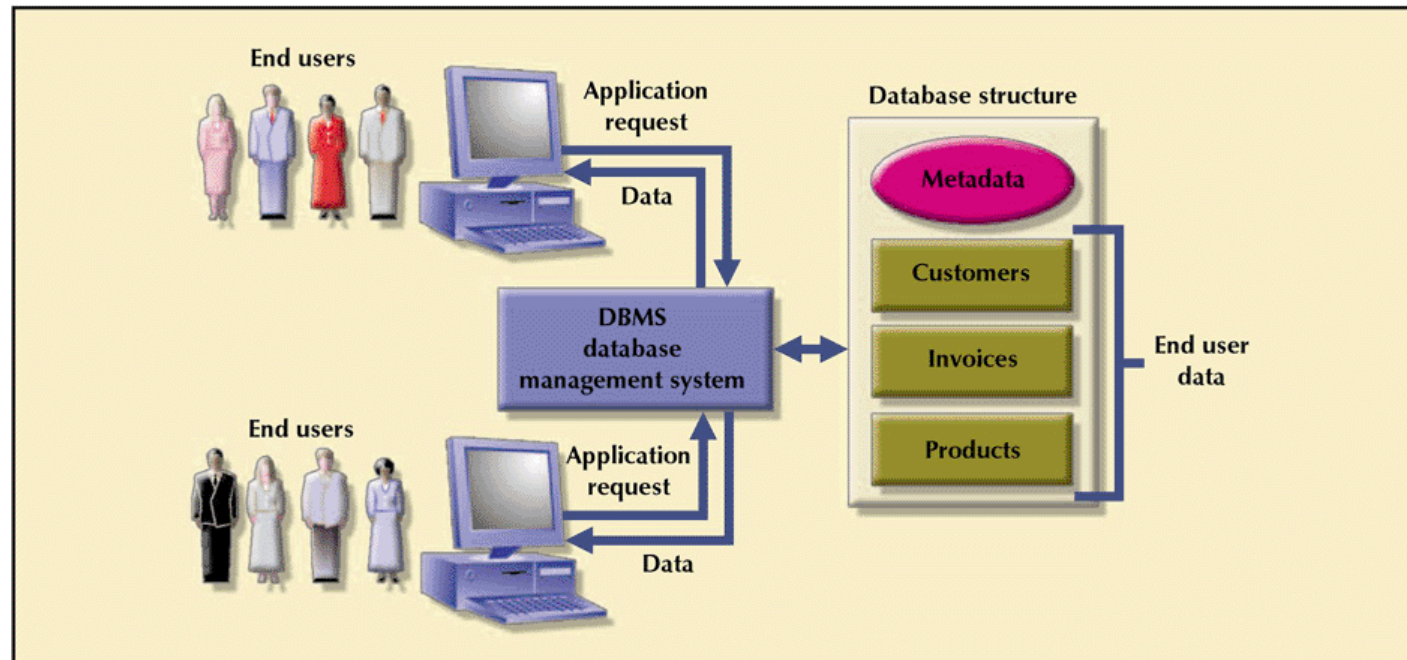 End users
Application
request
Data
Database structure
Metadata
Customers
Invoices
Products
End user
data
DBMS
database
management system
End users
Application
request
Data